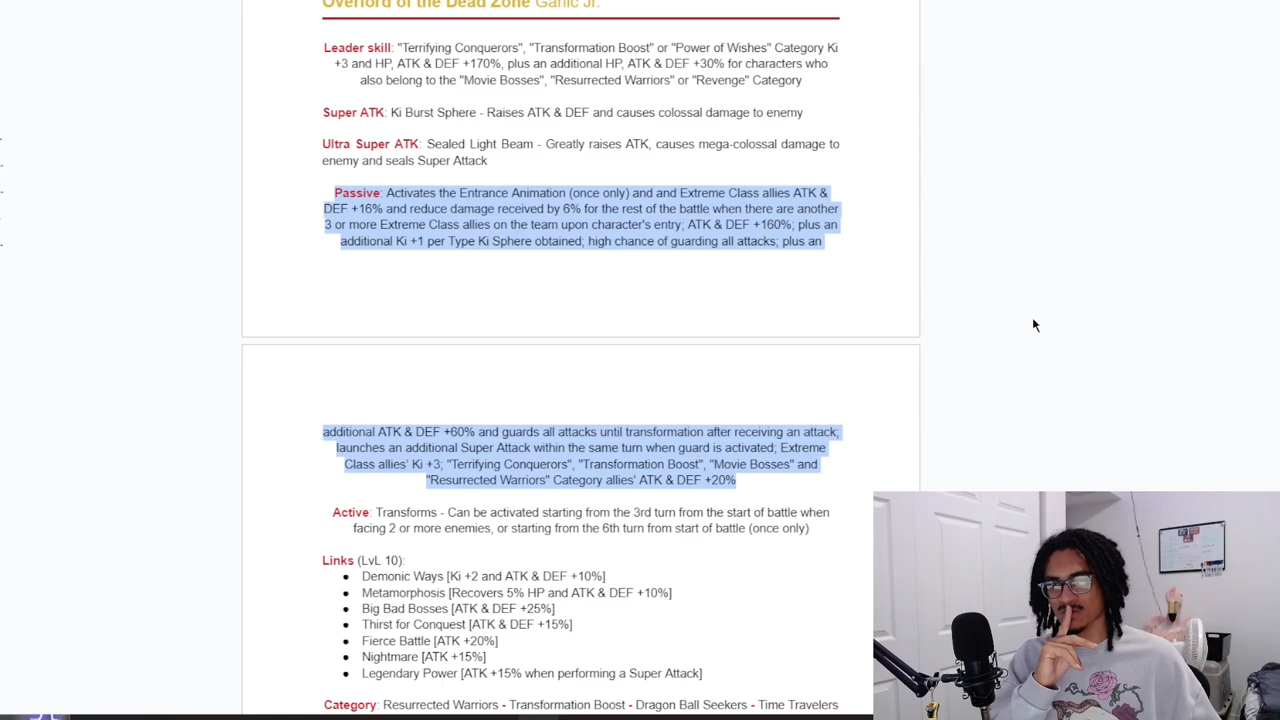 Overlord of the Dead Zone Garlic Jr.
Leader skill: "Terrifying Conquerors", "Transformation Boost" or "Power of Wishes" Category Ki
+3 and HP, ATK & DEF +170%, plus an additional HP, ATK & DEF +30% for characters who
also belong to the "Movie Bosses", "Resurrected Warriors" or "Revenge" Category
Super ATK: Ki Burst Sphere - Raises ATK & DEF and causes colossal damage to enemy
Ultra Super ATK: Sealed Light Beam - Greatly raises ATK, causes mega-colossal damage to
enemy and seals Super Attack
Passive: Activates the Entrance Animation (once only) and and Extreme Class allies ATK &
DEF +16% and reduce damage received by 6% for the rest of the battle when there are another
3 or more Extreme Class allies on the team upon character's entry; ATK & DEF +160%; plus an
additional Ki +1 per Type Ki Sphere obtained; high chance of guarding all attacks; plus an
additional ATK & DEF +60% and guards all attacks until transformation after receiving an attack;
launches an additional Super Attack within the same turn when guard is activated; Extreme
Class allies' Ki +3; "Terrifying Conquerors", "Transformation Boost", "Movie Bosses" and
"Resurrected Warriors" Category allies' ATK & DEF +20%
Active: Transforms - Can be activated starting from the 3rd turn from the start of battle when
facing 2 or more enemies, or starting from the 6th turn from start of battle (once only)
Links (LvL 10):
● Demonic Ways [Ki +2 and ATK & DEF +10%]
● Metamorphosis [Recovers 5% HP and ATK & DEF +10%]
● Big Bad Bosses [ATK & DEF +25%]
● Thirst for Conquest [ATK & DEF +15%]
● Fierce Battle [ATK +20%]
● Nightmare [ATK +15%]
● Legendary Power [ATK +15% when performing a Super Attack]
Category: Resurrected Warriors - Transformation Boost - Dragon Ball Seekers - Time Travelers